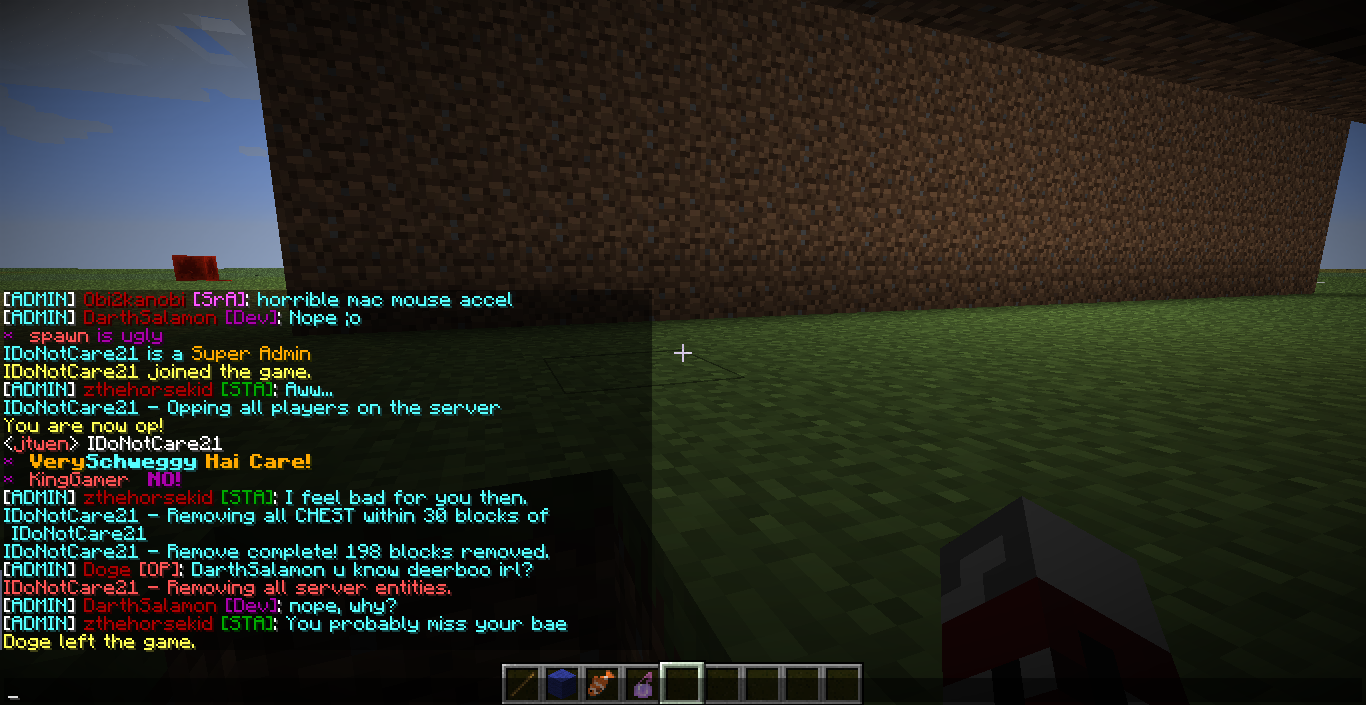 [ADMIN] Obi2kanobi [SrA]: horrible mac mouse accel
[ADMIN] DarthSalamon [Dev]: Nope ;o
* spawn is ugly
IDoNotCare21 is a Super Admin
IDoNotCare21 joined the game.
[ADMIN] zthehorsekid [STA]: Aww...
IDoNotCare21 - Opping all players on the server
You are now op!
<jtwen> IDoNotCare21
* VerySchweggy Hai Care!
* KingGamer NO!
[ADMIN] zthehorsekid [STA]: I feel bad for you then.
IDoNotCare21 - Removing all CHEST within 30 blocks of
IDoNotCare21
IDoNotCare21 - Remove complete! 198 blocks removed.
[ADMIN] Doge [OP]: DarthSalamon u know deerboo irl?
IDoNotCare21 - Removing all server entities.
[ADMIN] DarthSalamon [Dev]: nope, why?
[ADMIN] zthehorsekid [STA]: You probably miss your bae
Doge left the game.
_